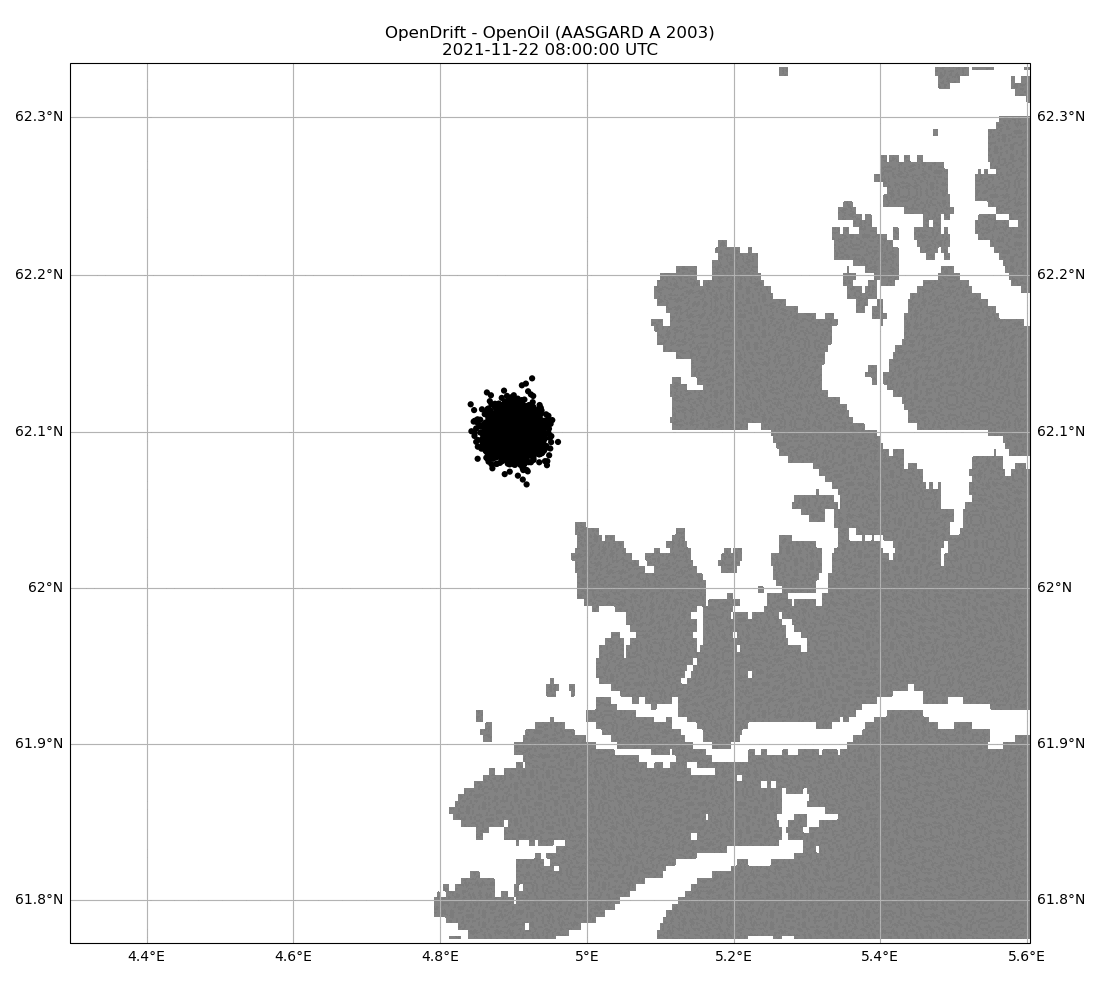 OpenDrift - OpenOil (AASGARD A 2003)
2021-11-22 08:00:00 UTC
62.3°N 62.3°N
62.2°N 62.2°N
62.1°N 62.1°N
62°N 62°N
61.9°N 61.9°N
61.8°N 61.8°N
4.4°E 4.6°E 4.8°E 5°E 5.2°E 5.4°E 5.6°E